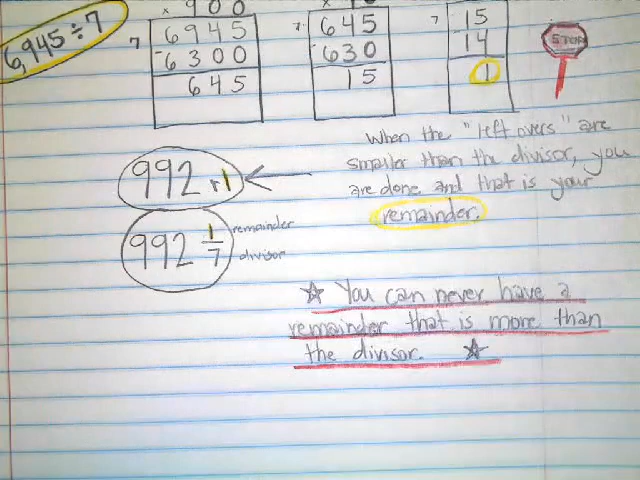 6,945 ÷ 7
x 900
7 6945
-6300
645
7 645
-630
15
7 15
14
1
STOP
When the "left overs" are
smaller than the divisor, you
are done and that is your
remainder.
992 r1
992 1/7 remainder
divisor
☆ You can never have a
remainder that is more than
the divisor. ☆